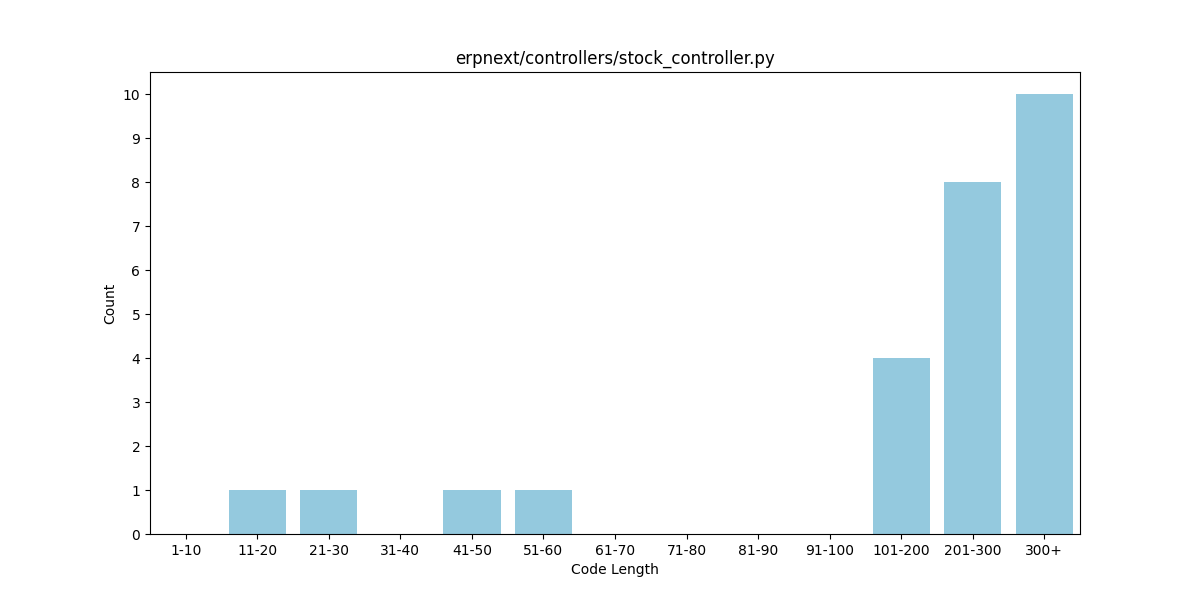 erpnext/controllers/stock_controller.py
10
9
8
7
6
5
4
3
2
1
0
Count
1-10 11-20 21-30 31-40 41-50 51-60 61-70 71-80 81-90 91-100 101-200 201-300 300+
Code Length